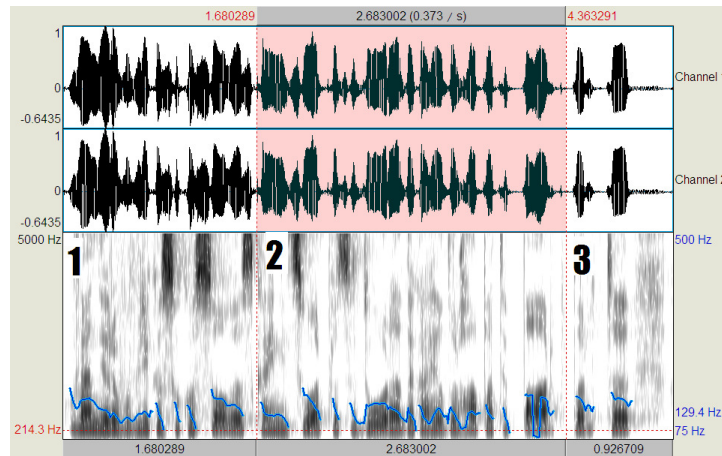 1.680289 2.683002 (0.373 / s) 4.363291
1
0
-0.6435
Channel
1
0
-0.6435
Channel 2
5000 Hz 500 Hz
1 2 3
129.4 Hz
214.3 Hz 75 Hz
1.680289 2.683002 0.926709